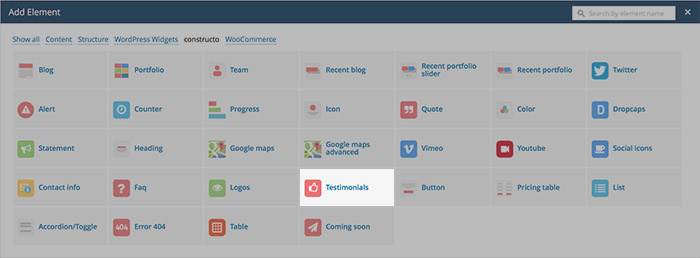 Add Element
Search by element name
Show all Content Structure WordPress Widgets constructo WooCommerce
Blog Portfolio Team Recent blog Recent portfolio slider Recent portfolio Twitter
Alert Counter Progress Icon Quote Color Dropcaps
Statement Heading Google maps Google maps advanced Vimeo Youtube Social icons
Contact info Faq Logos Testimonials Button Pricing table List
Accordion/Toggle 404 Error 404 Table Coming soon